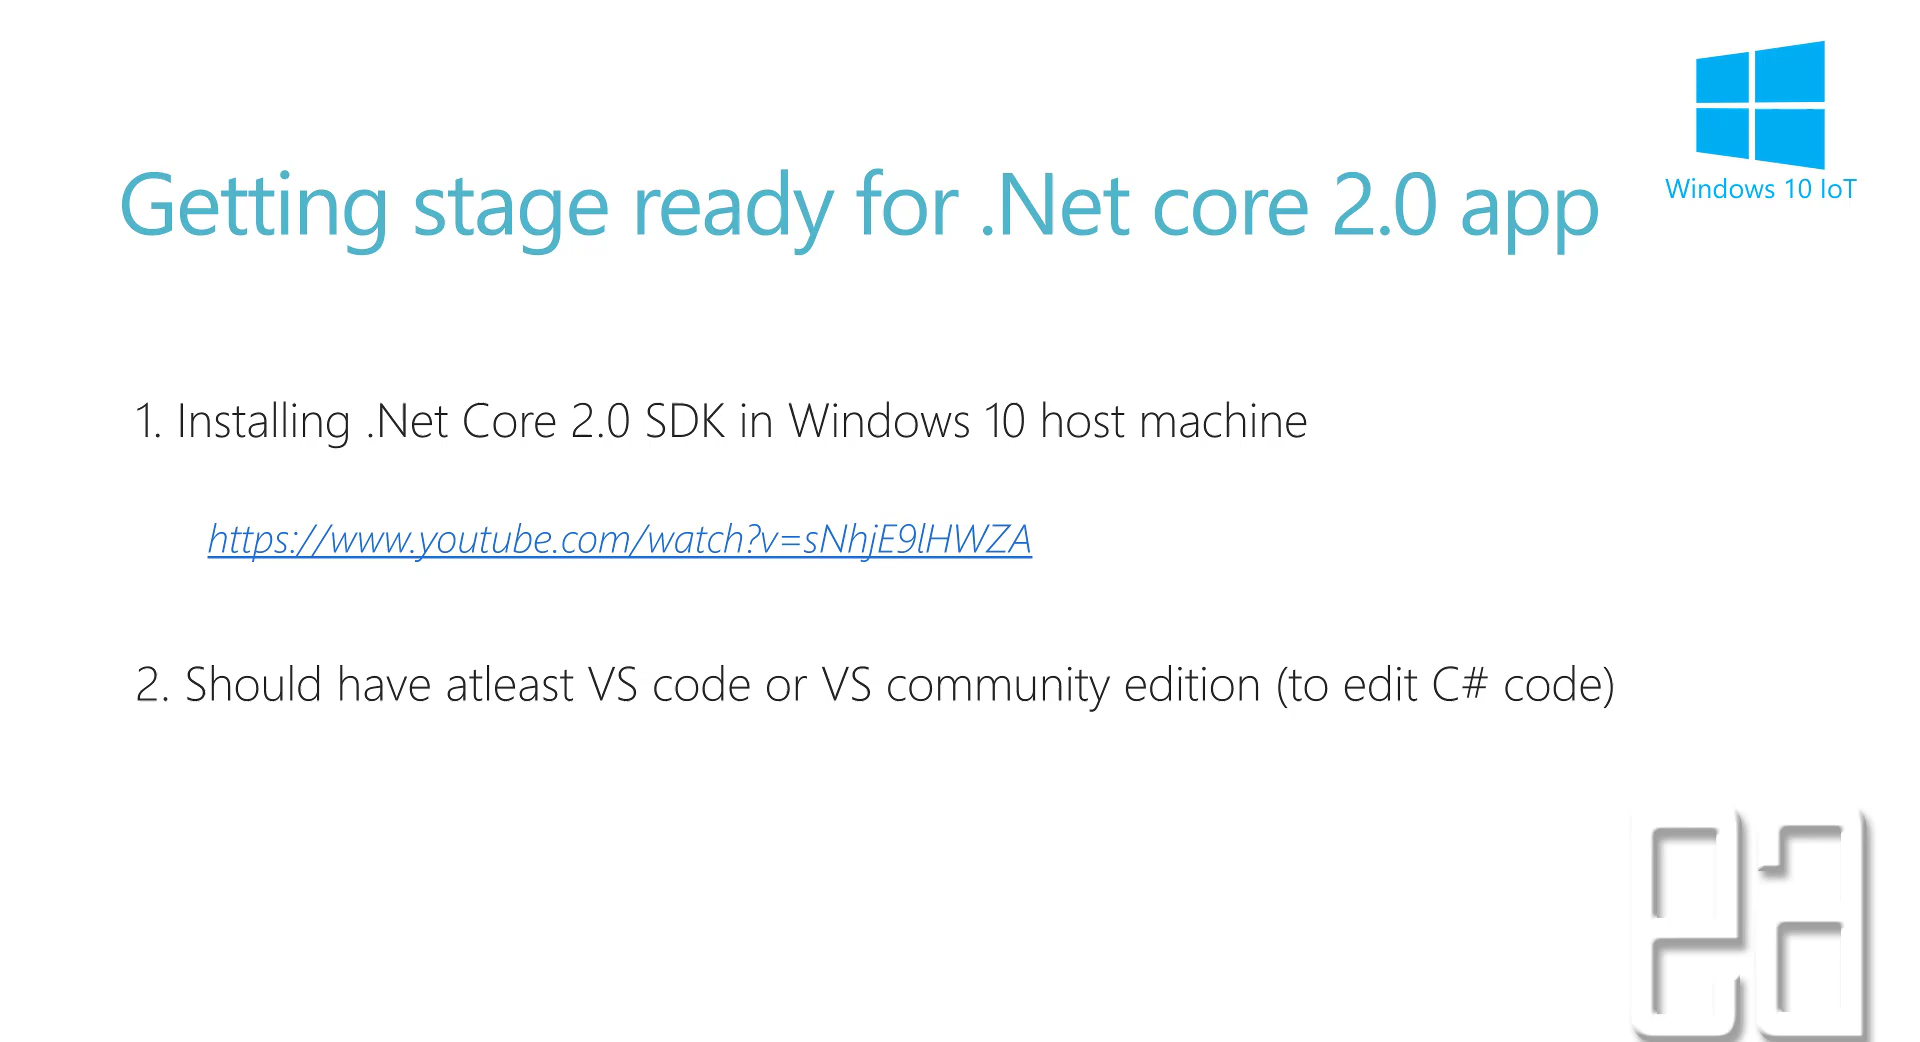 Windows 10 IoT
Getting stage ready for .Net core 2.0 app
1. Installing .Net Core 2.0 SDK in Windows 10 host machine
https://www.youtube.com/watch?v=sNhjE9lHWZA
2. Should have atleast VS code or VS community edition (to edit C# code)
ea